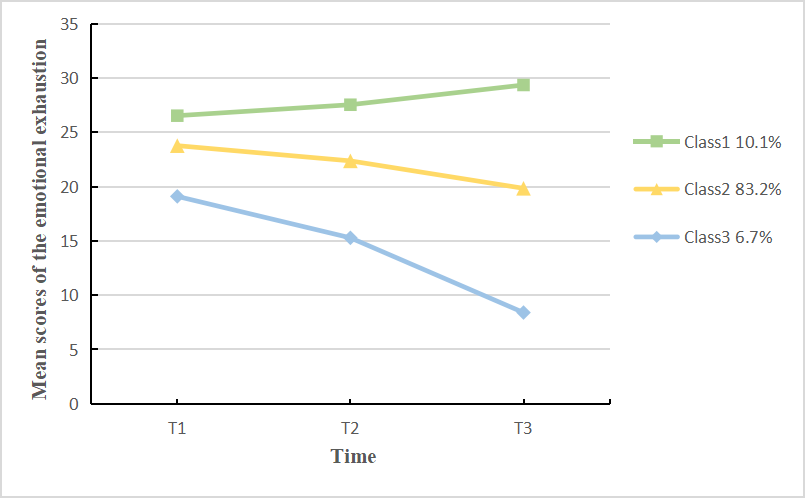 35
30
25
20
15
10
5
0
Mean scores of the emotional exhaustion
T1 T2 T3
Time
Class1 10.1%
Class2 83.2%
Class3 6.7%